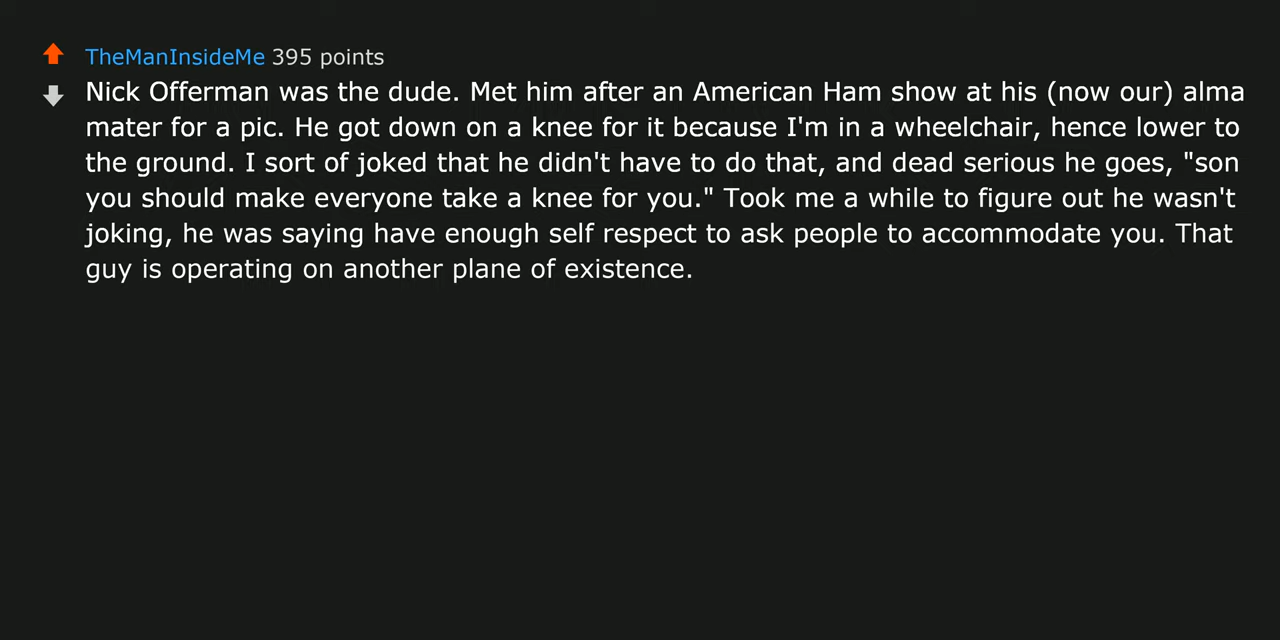 TheManInsideMe 395 points
Nick Offerman was the dude. Met him after an American Ham show at his (now our) alma
mater for a pic. He got down on a knee for it because I'm in a wheelchair, hence lower to
the ground. I sort of joked that he didn't have to do that, and dead serious he goes, "son
you should make everyone take a knee for you." Took me a while to figure out he wasn't
joking, he was saying have enough self respect to ask people to accommodate you. That
guy is operating on another plane of existence.